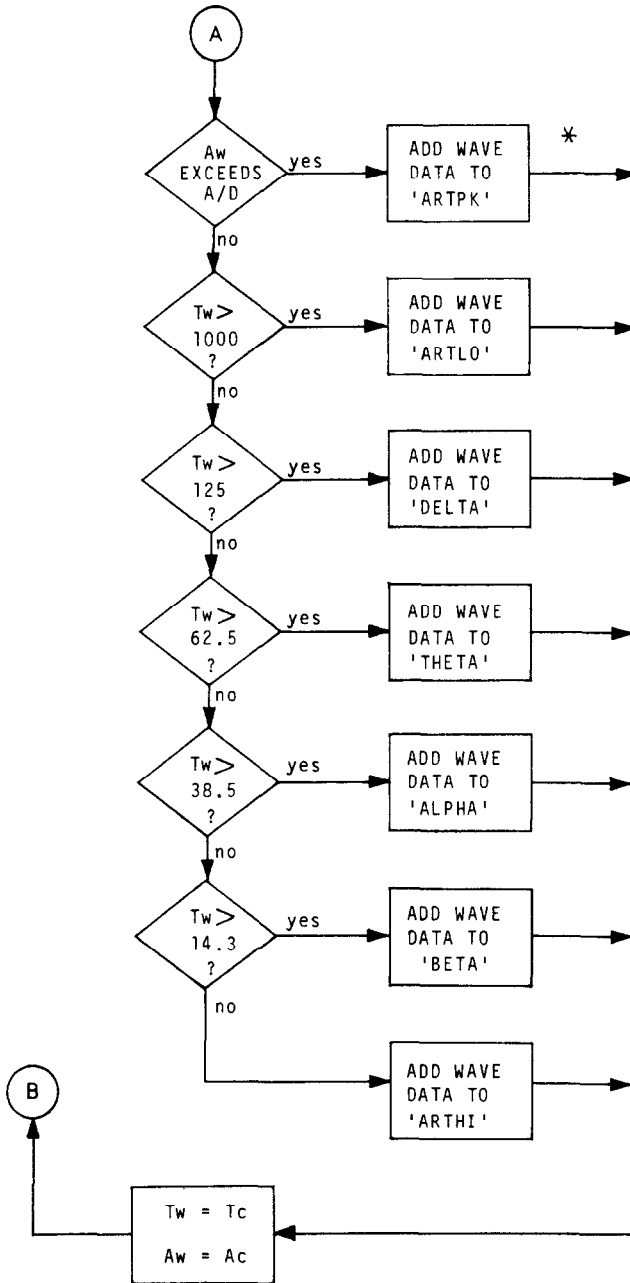 A
Aw
EXCEEDS
A/D
yes
no
ADD WAVE
DATA TO
'ARTPK'
*
Tw>
1000
?
yes
no
ADD WAVE
DATA TO
'ARTLO'
Tw>
125
?
yes
no
ADD WAVE
DATA TO
'DELTA'
Tw>
62.5
?
yes
no
ADD WAVE
DATA TO
'THETA'
Tw>
38.5
?
yes
no
ADD WAVE
DATA TO
'ALPHA'
Tw>
14.3
?
yes
no
ADD WAVE
DATA TO
'BETA'
ADD WAVE
DATA TO
'ARTHI'
B
Tw = Tc
Aw = Ac